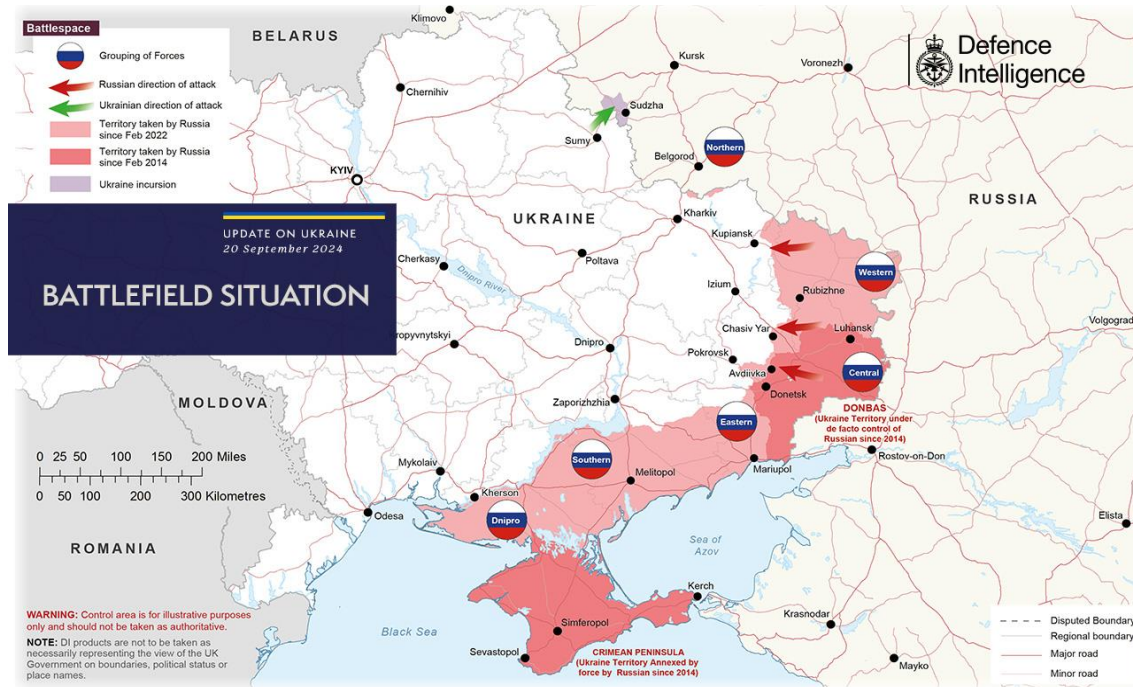 Battlespace
Grouping of Forces
Russian direction of attack
Ukrainian direction of attack
Territory taken by Russia
since Feb 2022
Territory taken by Russia
since Feb 2014
Ukraine incursion
UPDATE ON UKRAINE
20 September 2024
BATTLEFIELD SITUATION
Defence
Intelligence
BELARUS
Klimovo
Kursk
Voronezh
Chernihiv
Sudzha
Sumy
Northern
Belgorod
KYIV
RUSSIA
UKRAINE
Kharkiv
Kupiansk
Cherkasy
Dnipro River
Poltava
Western
Izium
Rubizhne
Chasiv Yar
Luhansk
Volgograd
ropyvnytskyi
Dnipro
Pokrovsk
Avdiivka
Central
Donetsk
MOLDOVA
Zaporizhzhia
DONBAS
(Ukraine Territory under
de facto control of
Russian since 2014)
Eastern
Rostov-on-Don
0 25 50 100 150 200 Miles
0 50 100 200 300 Kilometres
Southern
Mariupol
Mykolaiv
Melitopol
Kherson
Dnipro
Odesa
Elista
ROMANIA
Sea of
Azov
Kerch
Krasnodar
Black Sea
Simferopol
Sevastopol
CRIMEAN PENINSULA
(Ukraine Territory Annexed by
force by Russian since 2014)
Mayko
WARNING: Control area is for illustrative purposes
only and should not be taken as authoritative.
NOTE: DI products are not to be taken as
necessarily representing the view of the UK
Government on boundaries, political status or
place names.
Disputed Boundary
Regional boundary
Major road
Minor road